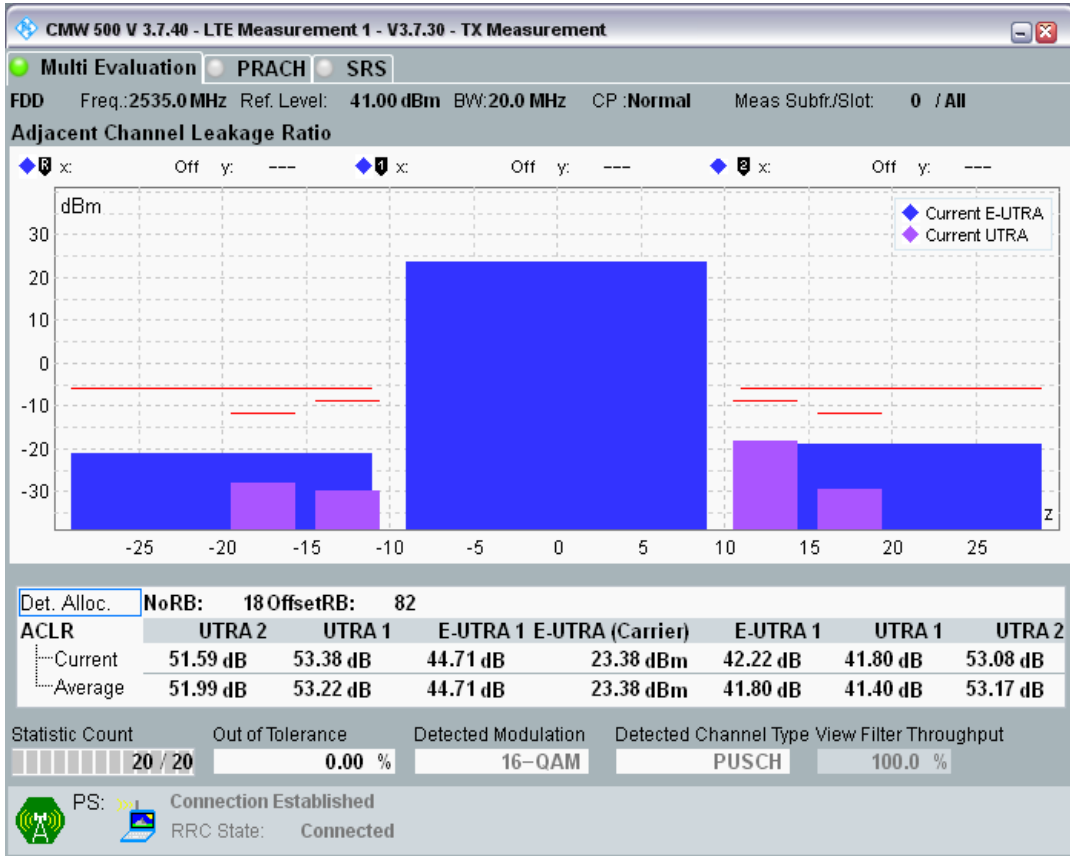 CMW 500 V 3.7.40 - LTE Measurement 1 - V3.7.30 - TX Measurement
Multi Evaluation PRACH SRS
FDD Freq.:2535.0 MHz Ref. Level: 41.00 dBm BW:20.0 MHz CP :Normal Meas Subfr./Slot: 0 / All
Adjacent Channel Leakage Ratio
R x: Off y: --- 1 x: Off y: --- 2 x: Off y: ---
dBm
Current E-UTRA
Current UTRA
30
20
10
0
-10
-20
-30
z
-25 -20 -15 -10 -5 0 5 10 15 20 25
Det. Alloc. NoRB: 18 OffsetRB: 82
ACLR UTRA 2 UTRA 1 E-UTRA 1 E-UTRA (Carrier) E-UTRA 1 UTRA 1 UTRA 2
Current 51.59 dB 53.38 dB 44.71 dB 23.38 dBm 42.22 dB 41.80 dB 53.08 dB
Average 51.99 dB 53.22 dB 44.71 dB 23.38 dBm 41.80 dB 41.40 dB 53.17 dB
Statistic Count Out of Tolerance Detected Modulation Detected Channel Type View Filter Throughput
20 / 20 0.00 % 16-QAM PUSCH 100.0 %
PS: Connection Established
RRC State: Connected